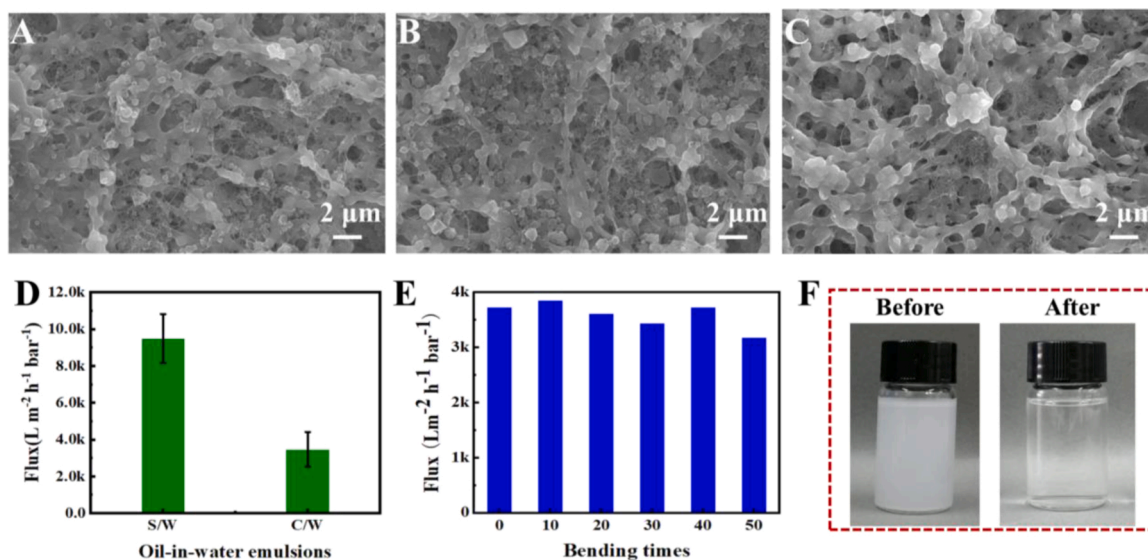 A
2 μm
B
2 μm
C
2 μm
D
12.0k
10.0k
8.0k
6.0k
4.0k
2.0k
0.0
Flux(L m⁻² h⁻¹ bar⁻¹)
S/W
C/W
Oil-in-water emulsions
E
4k
3k
2k
1k
0
Flux (Lm⁻² h⁻¹ bar⁻¹)
0 10 20 30 40 50
Bending times
F
Before
After